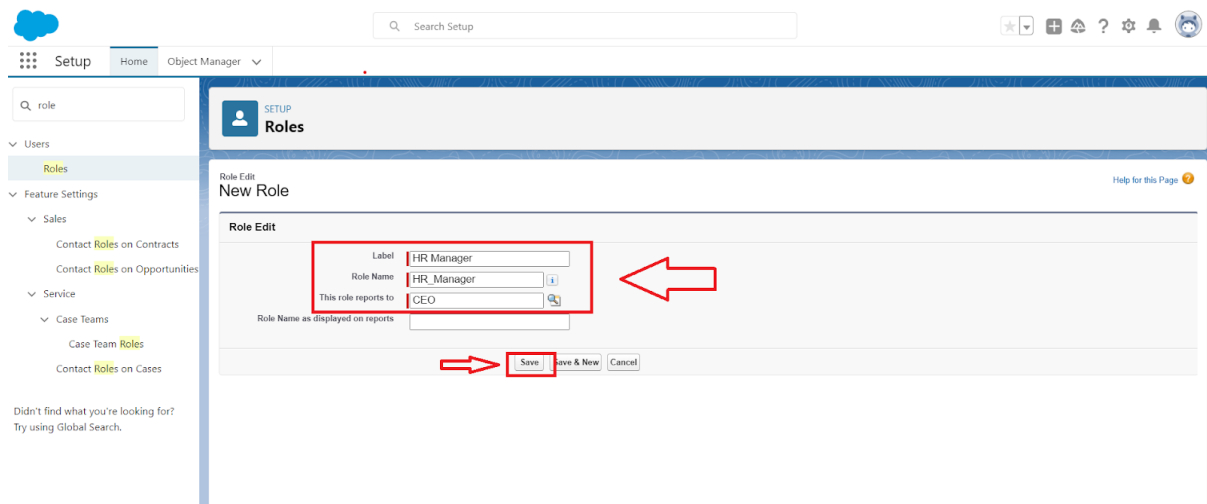 Search Setup
Setup
Home
Object Manager
role
Users
Roles
Feature Settings
Sales
Contact Roles on Contracts
Contact Roles on Opportunities
Service
Case Teams
Case Team Roles
Contact Roles on Cases
Didn't find what you're looking for?
Try using Global Search.
SETUP
Roles
Role Edit
New Role
Help for this Page ?
Role Edit
Label HR Manager
Role Name HR_Manager i
This role reports to CEO
Role Name as displayed on reports
Save Save & New Cancel